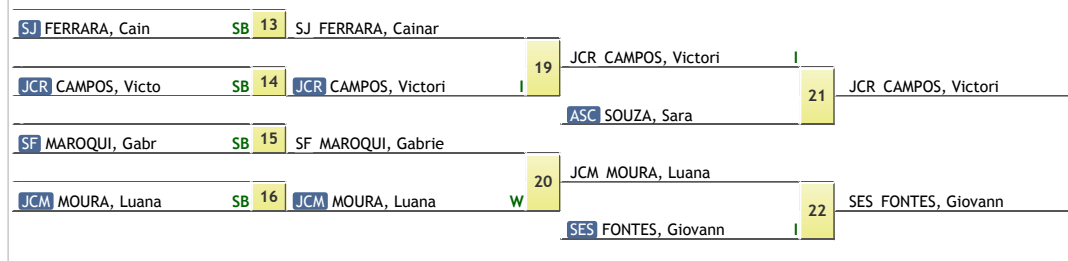 SJ FERRARA, Cain SB 13 SJ FERRARA, Cainar
19 JCR CAMPOS, Victori I
JCR CAMPOS, Victo SB 14 JCR CAMPOS, Victori I
21 JCR CAMPOS, Victori
ASC SOUZA, Sara
SF MAROQUI, Gabr SB 15 SF MAROQUI, Gabrie
20 JCM MOURA, Luana
JCM MOURA, Luana SB 16 JCM MOURA, Luana W
22 SES FONTES, Giovann
SES FONTES, Giovann I